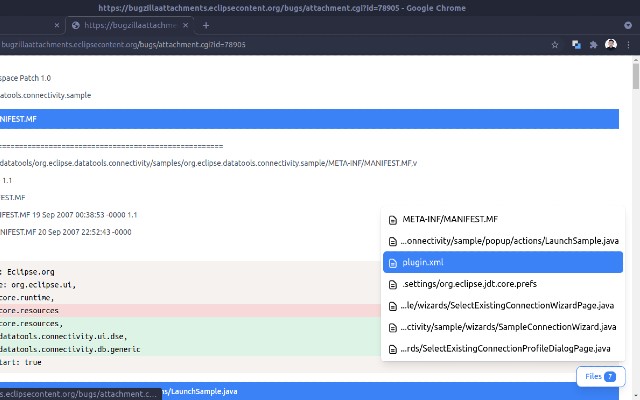 https://bugzillaattachments.eclipsecontent.org/bugs/attachment.cgi?id=78905 - Google Chrome
https://bugzillaattachments
bugzillaattachments.eclipsecontent.org/bugs/attachment.cgi?id=78905
space Patch 1.0
atools.connectivity.sample
NIFEST.MF
===================================================
datatools/org.eclipse.datatools.connectivity/samples/org.eclipse.datatools.connectivity.sample/META-INF/MANIFEST.MF,v
1.1
FEST.MF
NIFEST.MF 19 Sep 2007 00:38:53 -0000 1.1
NIFEST.MF 20 Sep 2007 22:52:43 -0000
META-INF/MANIFEST.MF
...onnectivity/sample/popup/actions/LaunchSample.java
plugin.xml
.settings/org.eclipse.jdt.core.prefs
...le/wizards/SelectExistingConnectionWizardPage.java
...ctivity/sample/wizards/SampleConnectionWizard.java
...rds/SelectExistingConnectionProfileDialogPage.java
: Eclipse.org
e: org.eclipse.ui,
core.runtime,
core.resources
core.resources,
datatools.connectivity.ui.dse,
datatools.connectivity.db.generic
tart: true
Files 7
s.eclipsecontent.org/bugs/attachment.c...
ns/LaunchSample.java